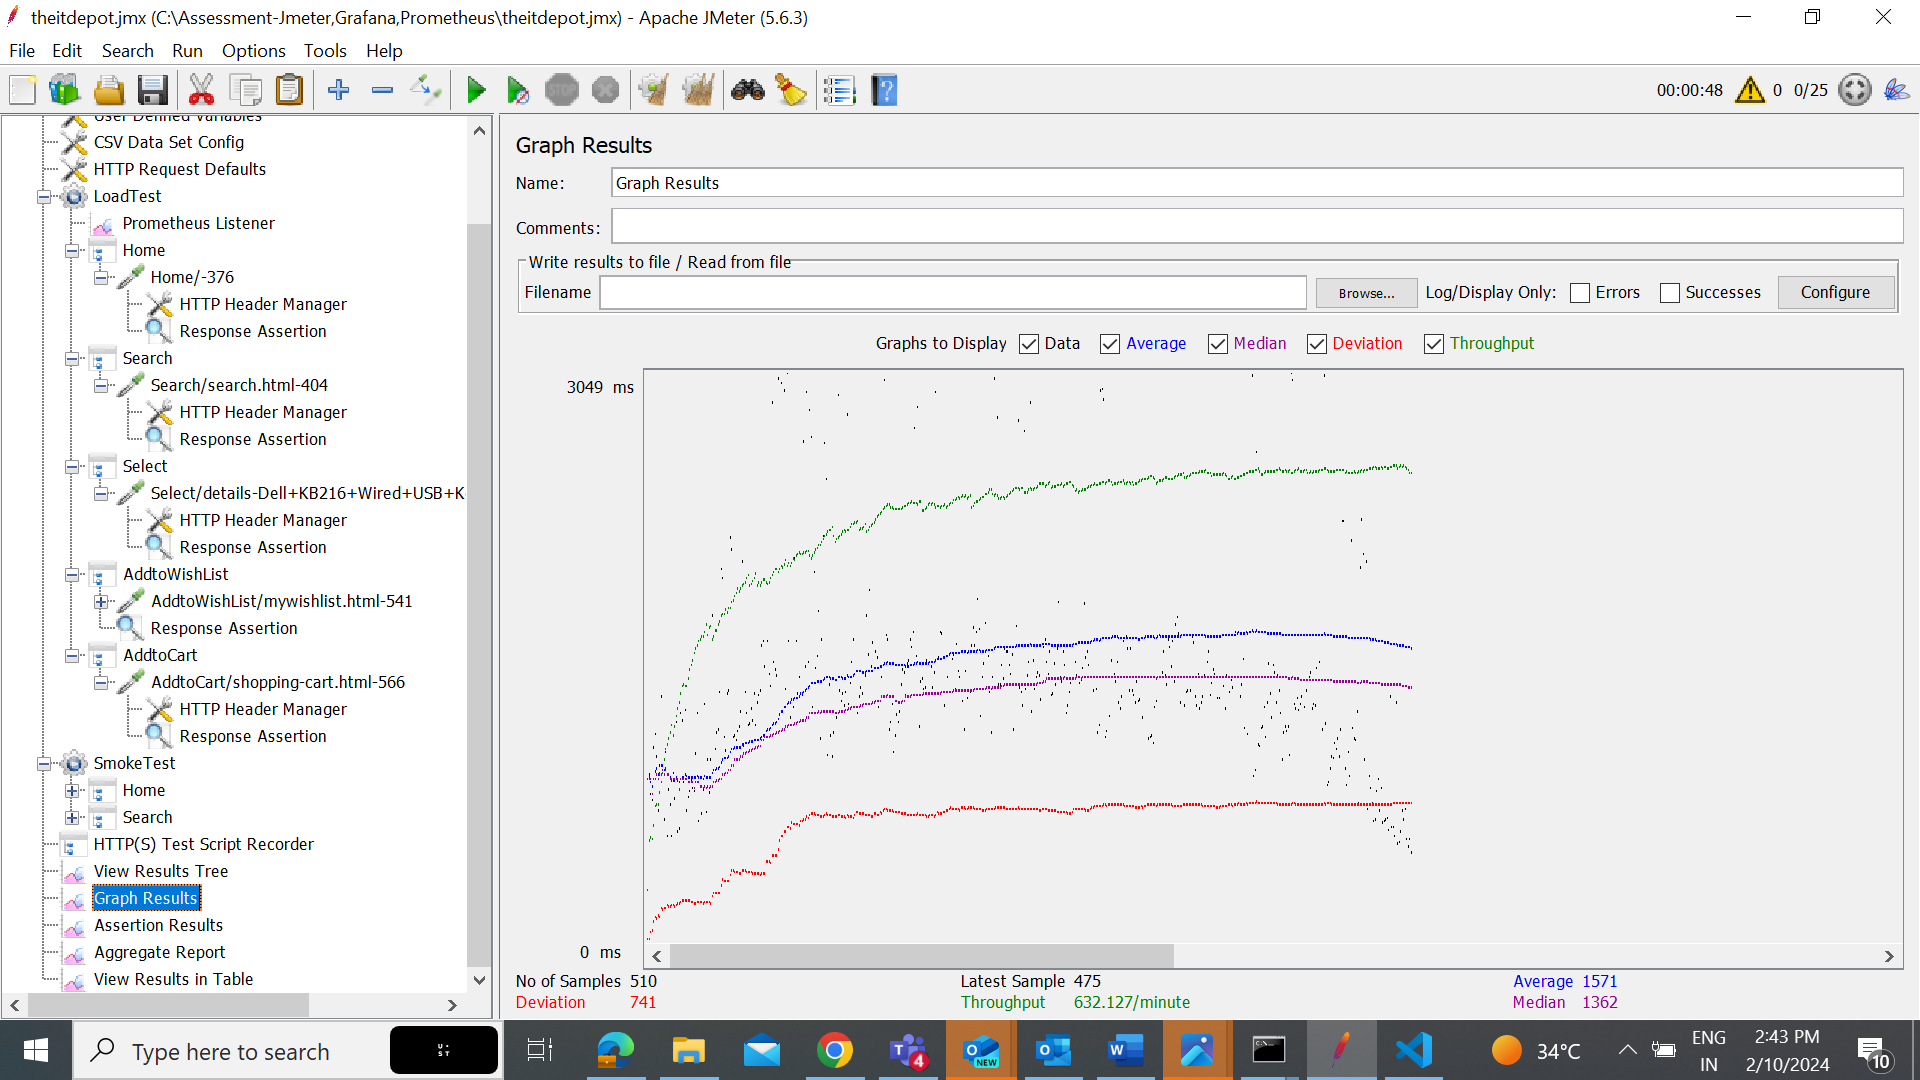 theitdepot.jmx (C:\Assessment-Jmeter,Grafana,Prometheus\theitdepot.jmx) - Apache JMeter (5.6.3)
File Edit Search Run Options Tools Help
STOP
00:00:48 0 0/25
User Defined Variables
CSV Data Set Config
HTTP Request Defaults
LoadTest
Prometheus Listener
Home
Home/-376
HTTP Header Manager
Response Assertion
Search
Search/search.html-404
HTTP Header Manager
Response Assertion
Select
Select/details-Dell+KB216+Wired+USB+K
HTTP Header Manager
Response Assertion
AddtoWishList
AddtoWishList/mywishlist.html-541
Response Assertion
AddtoCart
AddtoCart/shopping-cart.html-566
HTTP Header Manager
Response Assertion
SmokeTest
Home
Search
HTTP(S) Test Script Recorder
View Results Tree
Graph Results
Assertion Results
Aggregate Report
View Results in Table
Graph Results
Name: Graph Results
Comments:
Write results to file / Read from file
Filename Browse... Log/Display Only: Errors Successes Configure
Graphs to Display Data Average Median Deviation Throughput
3049 ms
0 ms
No of Samples 510 Latest Sample 475 Average 1571
Deviation 741 Throughput 632.127/minute Median 1362
Type here to search
4
NEW
34°C
ENG
IN
2:43 PM
2/10/2024
10